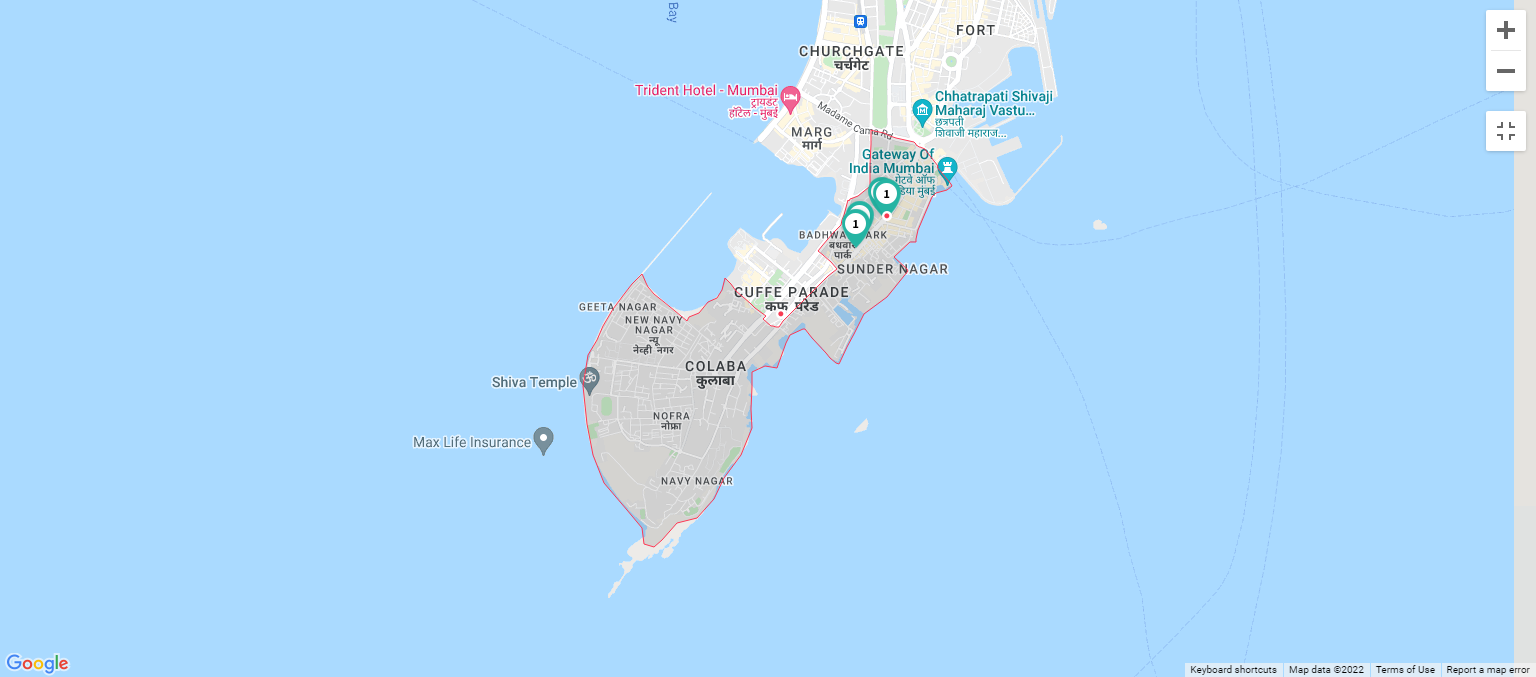 Bay
FORT
CHURCHGATE
चर्चगेट
Trident Hotel - Mumbai
ट्रायडंट
हॉटेल - मुंबई
Madame Cama Rd
Chhatrapati Shivaji
Maharaj Vastu...
छत्रपती
शिवाजी महाराज...
MARG
मार्ग
Gateway Of
India Mumbai
गेटवे ऑफ
डिया मुंबई
1
1
BADHWA PARK
बधवार
पार्क
SUNDER NAGAR
CUFFE PARADE
कफ परेड
GEETA NAGAR
NEW NAVY
NAGAR
न्यू
नेव्ही नगर
COLABA
कुलाबा
Shiva Temple
ॐ
NOFRA
नोफ्रा
Max Life Insurance
NAVY NAGAR
Google
Keyboard shortcuts
Map data ©2022
Terms of Use
Report a map error